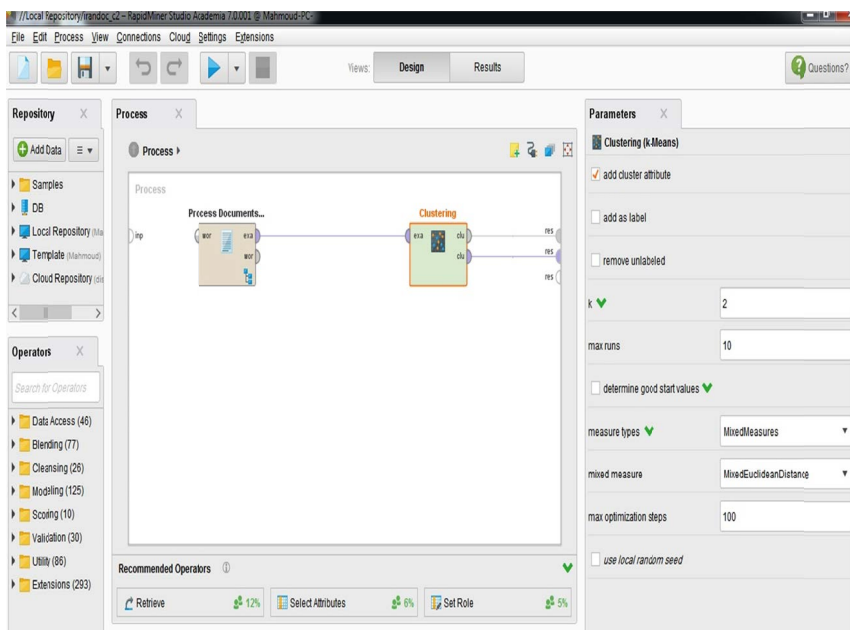 //Local Repository/irandoc_c2 – RapidMiner Studio Academia 7.0.001 @ Mahmoud-PC
File Edit Process View Connections Cloud Settings Extensions
Views: Design Results Questions?
Repository
Add Data
Samples
DB
Local Repository (Ma
Template (Mahmoud)
Cloud Repository (dis
Operators
Search for Operators
Data Access (46)
Blending (77)
Cleansing (26)
Modeling (125)
Scoring (10)
Validation (30)
Utility (86)
Extensions (293)
Process
Process
Process
inp
Process Documents...
wor exa
wor
Clustering
exa clu
clu
res
res
res
Recommended Operators
Retrieve 12%
Select Attributes 6%
Set Role 5%
Parameters
Clustering (k-Means)
add cluster attribute
add as label
remove unlabeled
k 2
max runs 10
determine good start values
measure types MixedMeasures
mixed measure MixedEuclideanDistance
max optimization steps 100
use local random seed